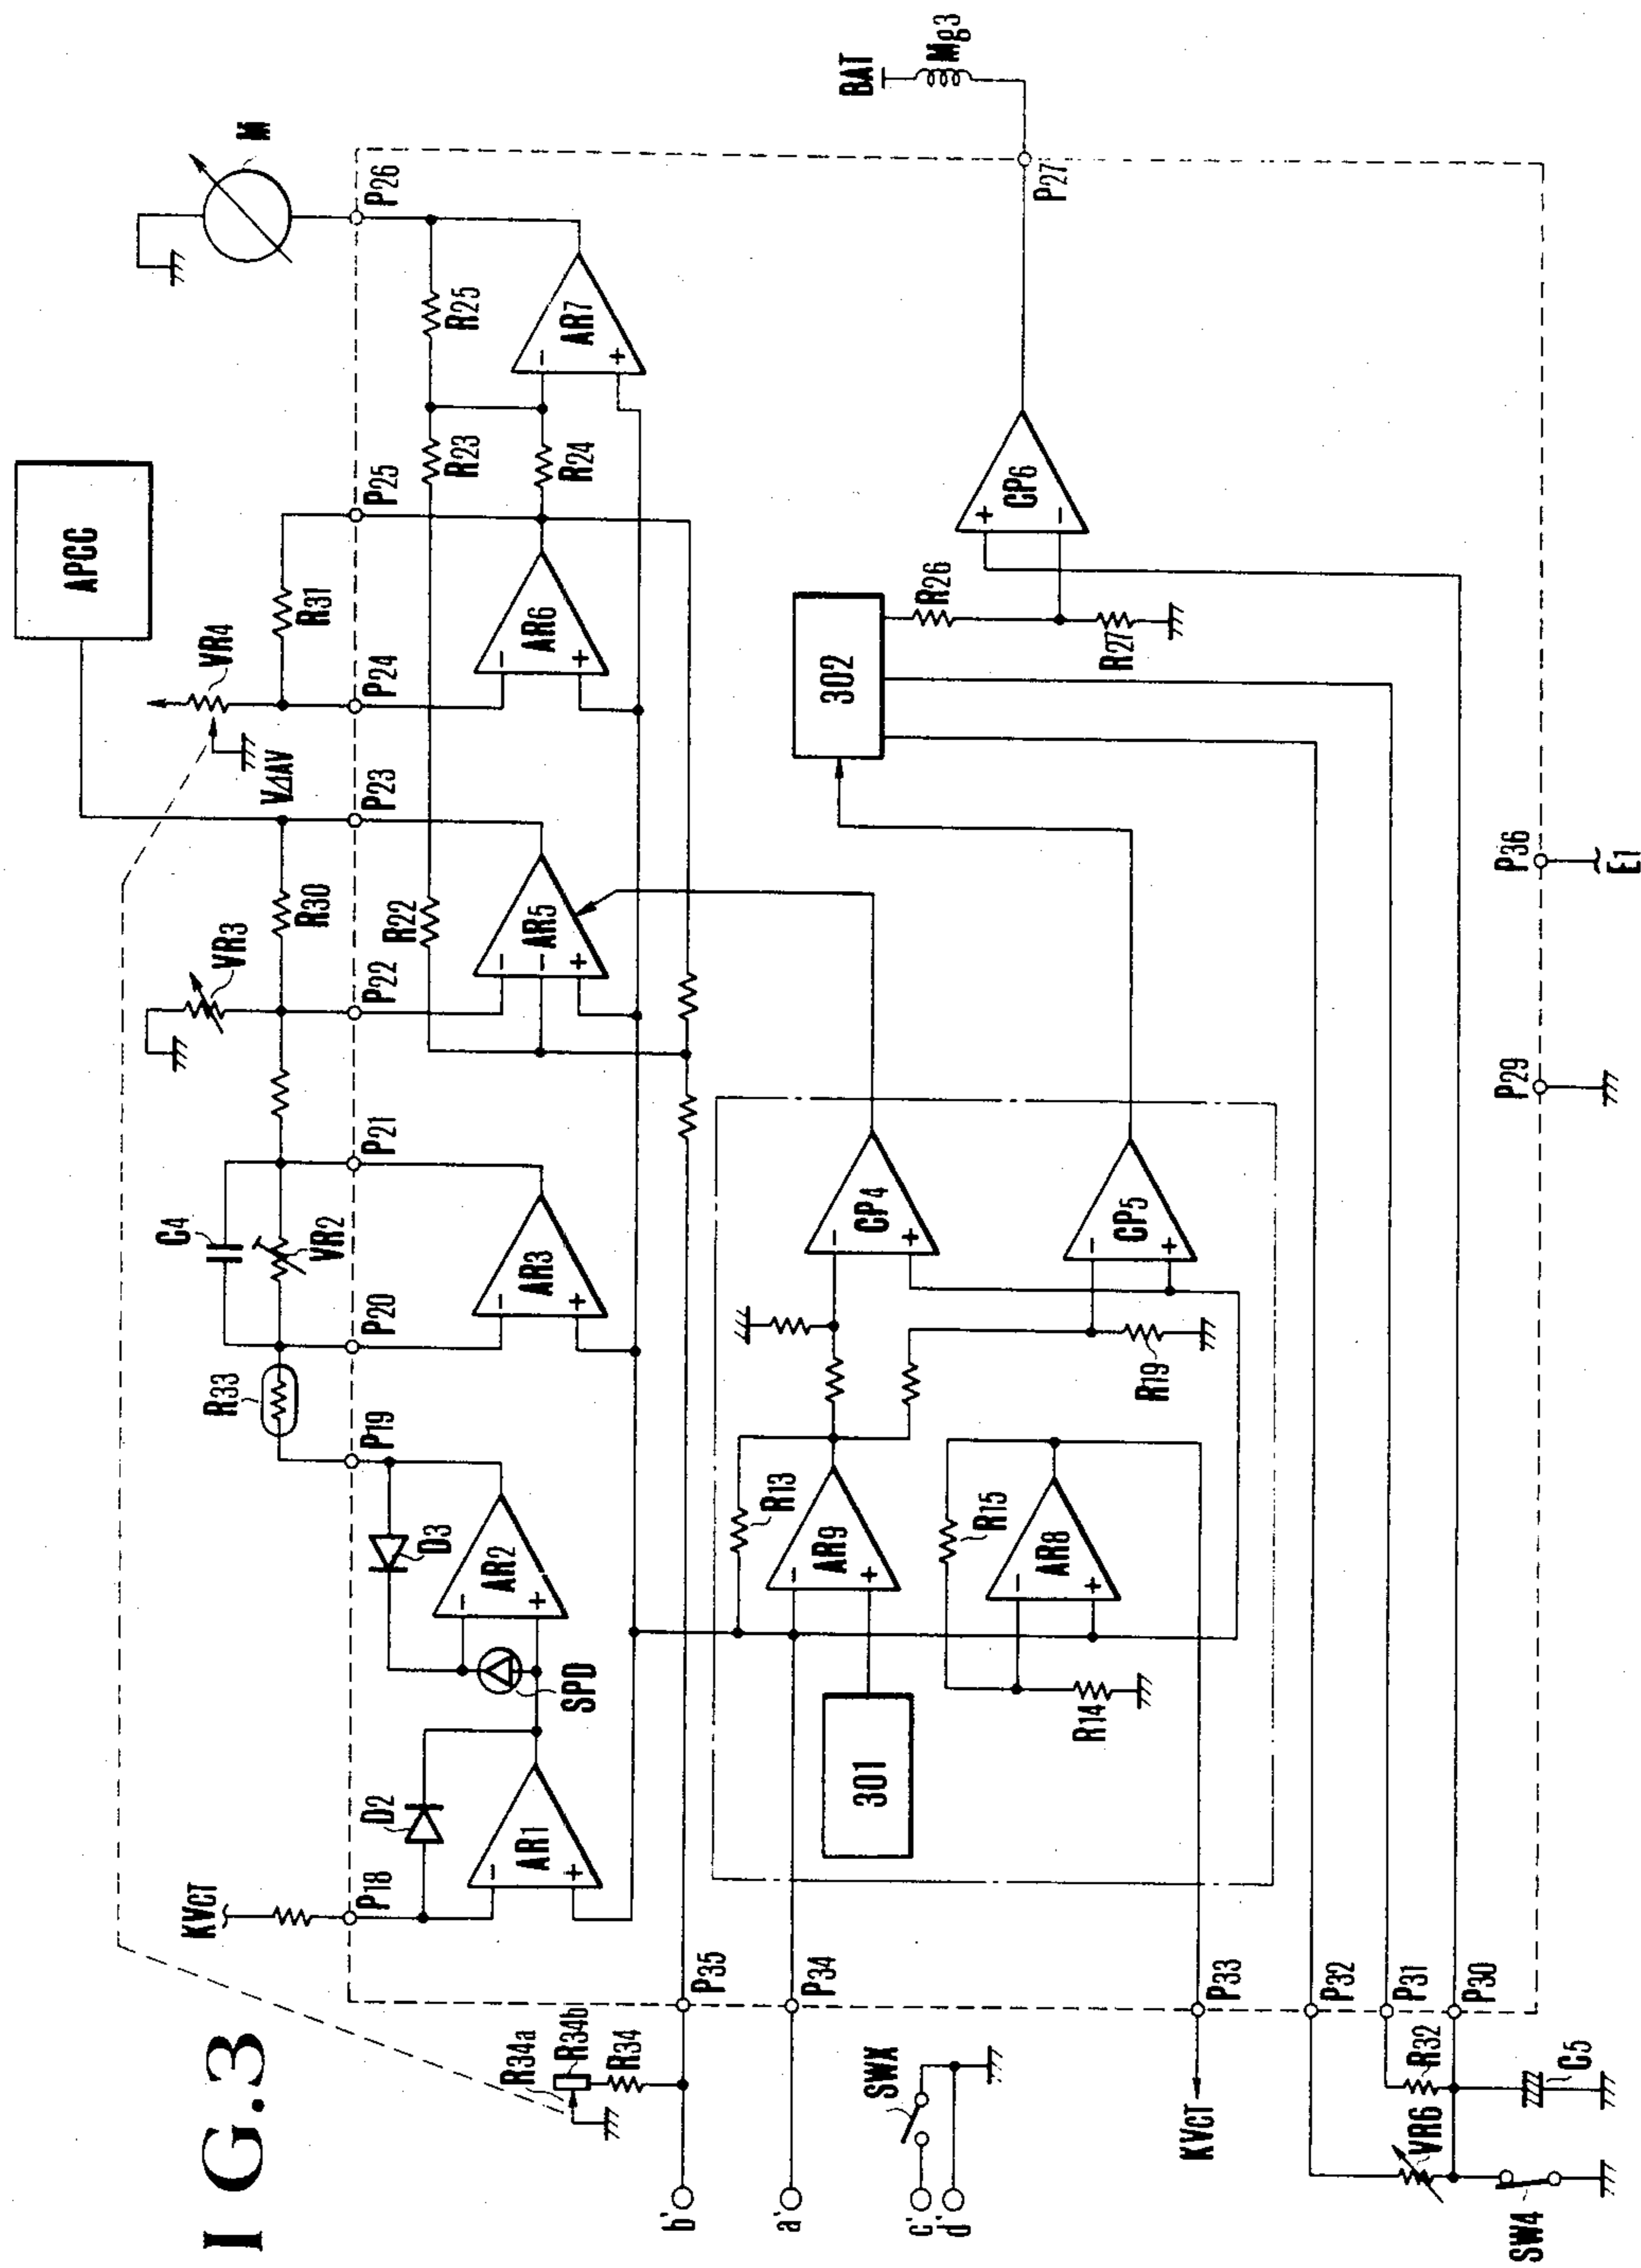 I G.3
KVCT
P18
D2
AR1
SPD
AR2
D3
P19
R33
P20
C4
VR2
AR3
P21
VR3
P22
R22
AR5
R30
P23
V⊿AV
VR4
P24
R31
AR6
P25
R23
R24
APCC
R25
AR7
P26
M
R34a
R34b
R34
P35
P34
b'
a'
SWX
c'
d'
301
AR9
R13
R14
R15
AR8
CP4
CP5
R19
302
R26
R27
CP6
P27
BAT
Mg3
KVCT
P33
P32
P31
P30
R32
VR6
C5
SW4
P29
P36
E1
− + − + − + − − + − + − + − + − + − + − + + −